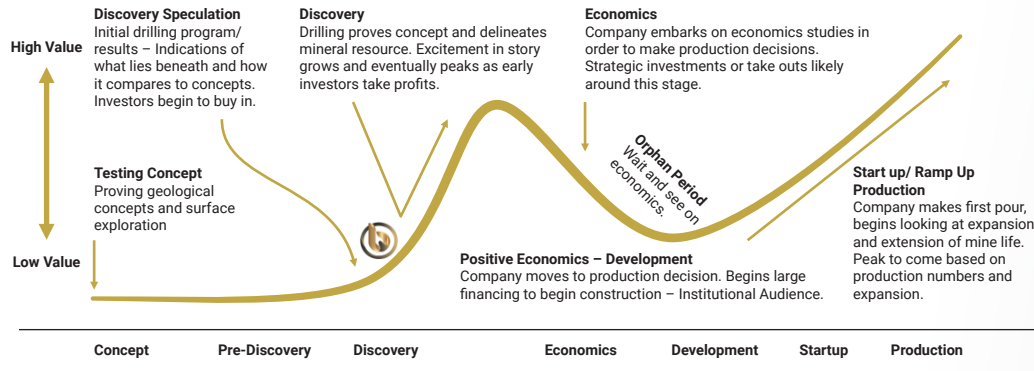 High Value
Low Value
Discovery Speculation
Initial drilling program/
results – Indications of
what lies beneath and how
it compares to concepts.
Investors begin to buy in.
Testing Concept
Proving geological
concepts and surface
exploration
Discovery
Drilling proves concept and delineates
mineral resource. Excitement in story
grows and eventually peaks as early
investors take profits.
Economics
Company embarks on economics studies in
order to make production decisions.
Strategic investments or take outs likely
around this stage.
Orphan Period
Wait and see on
economics.
Positive Economics – Development
Company moves to production decision. Begins large
financing to begin construction – Institutional Audience.
Start up/ Ramp Up
Production
Company makes first pour,
begins looking at expansion
and extension of mine life.
Peak to come based on
production numbers and
expansion.
Concept Pre-Discovery Discovery Economics Development Startup Production